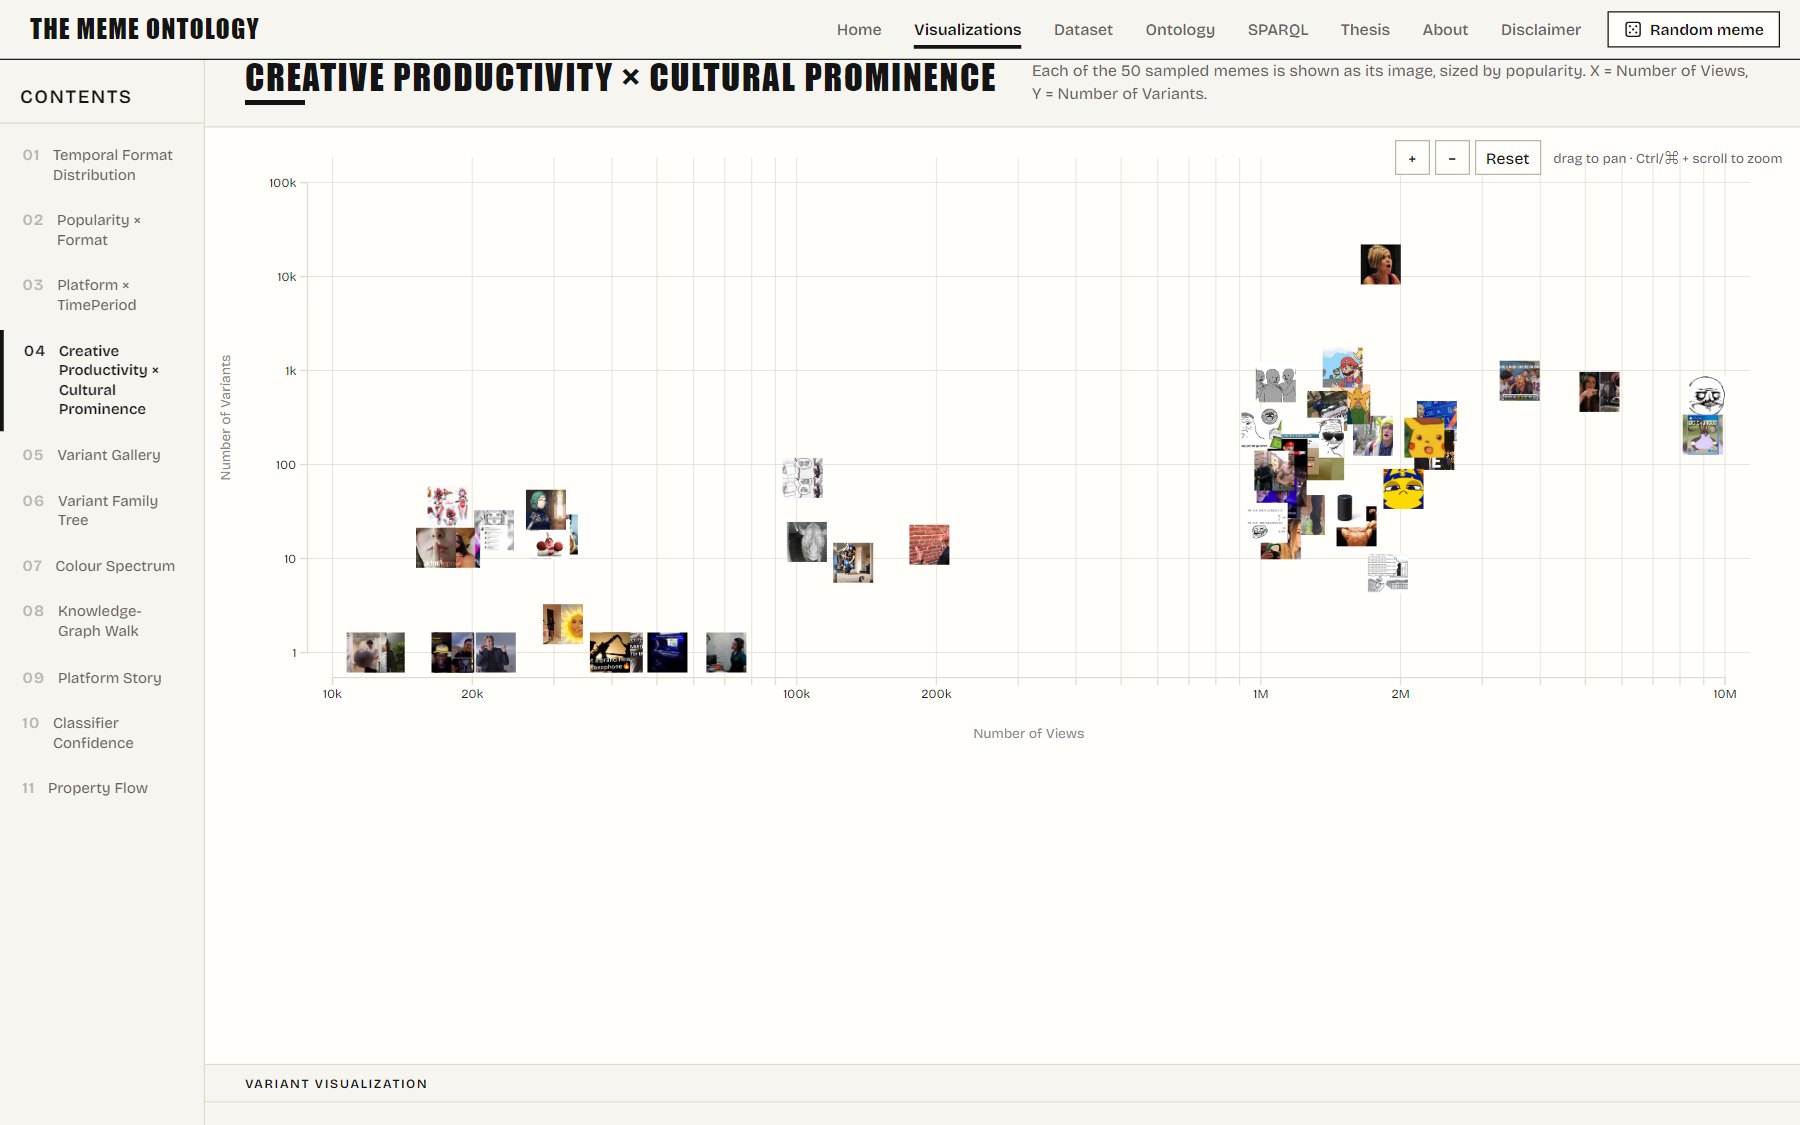 THE MEME ONTOLOGY
Home
Visualizations
Dataset
Ontology
SPARQL
Thesis
About
Disclaimer
Random meme
CONTENTS
01 Temporal Format
Distribution
02 Popularity ×
Format
03 Platform ×
TimePeriod
04 Creative
Productivity ×
Cultural
Prominence
05 Variant Gallery
06 Variant Family
Tree
07 Colour Spectrum
08 Knowledge-
Graph Walk
09 Platform Story
10 Classifier
Confidence
11 Property Flow
CREATIVE PRODUCTIVITY × CULTURAL PROMINENCE
Each of the 50 sampled memes is shown as its image, sized by popularity. X = Number of Views,
Y = Number of Variants.
+
-
Reset
drag to pan · Ctrl/⌘ + scroll to zoom
Number of Variants
100k
10k
1k
100
10
1
10k
20k
100k
200k
1M
2M
10M
Number of Views
VARIANT VISUALIZATION